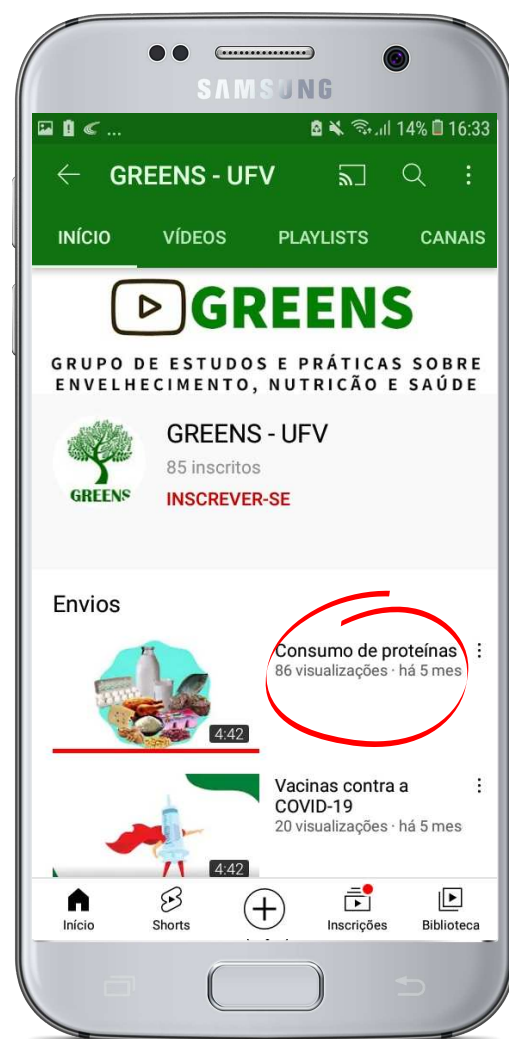 SAMSUNG
... 14% 16:33
GREENS - UFV
INÍCIO VÍDEOS PLAYLISTS CANAIS
GREENS
GRUPO DE ESTUDOS E PRÁTICAS SOBRE
ENVELHECIMENTO, NUTRICÃO E SAÚDE
GREENS
GREENS - UFV
85 inscritos
INSCREVER-SE
Envios
4:42
Consumo de proteínas
86 visualizações · há 5 mes
4:42
Vacinas contra a
COVID-19
20 visualizações · há 5 mes
Início Shorts Inscrições Biblioteca